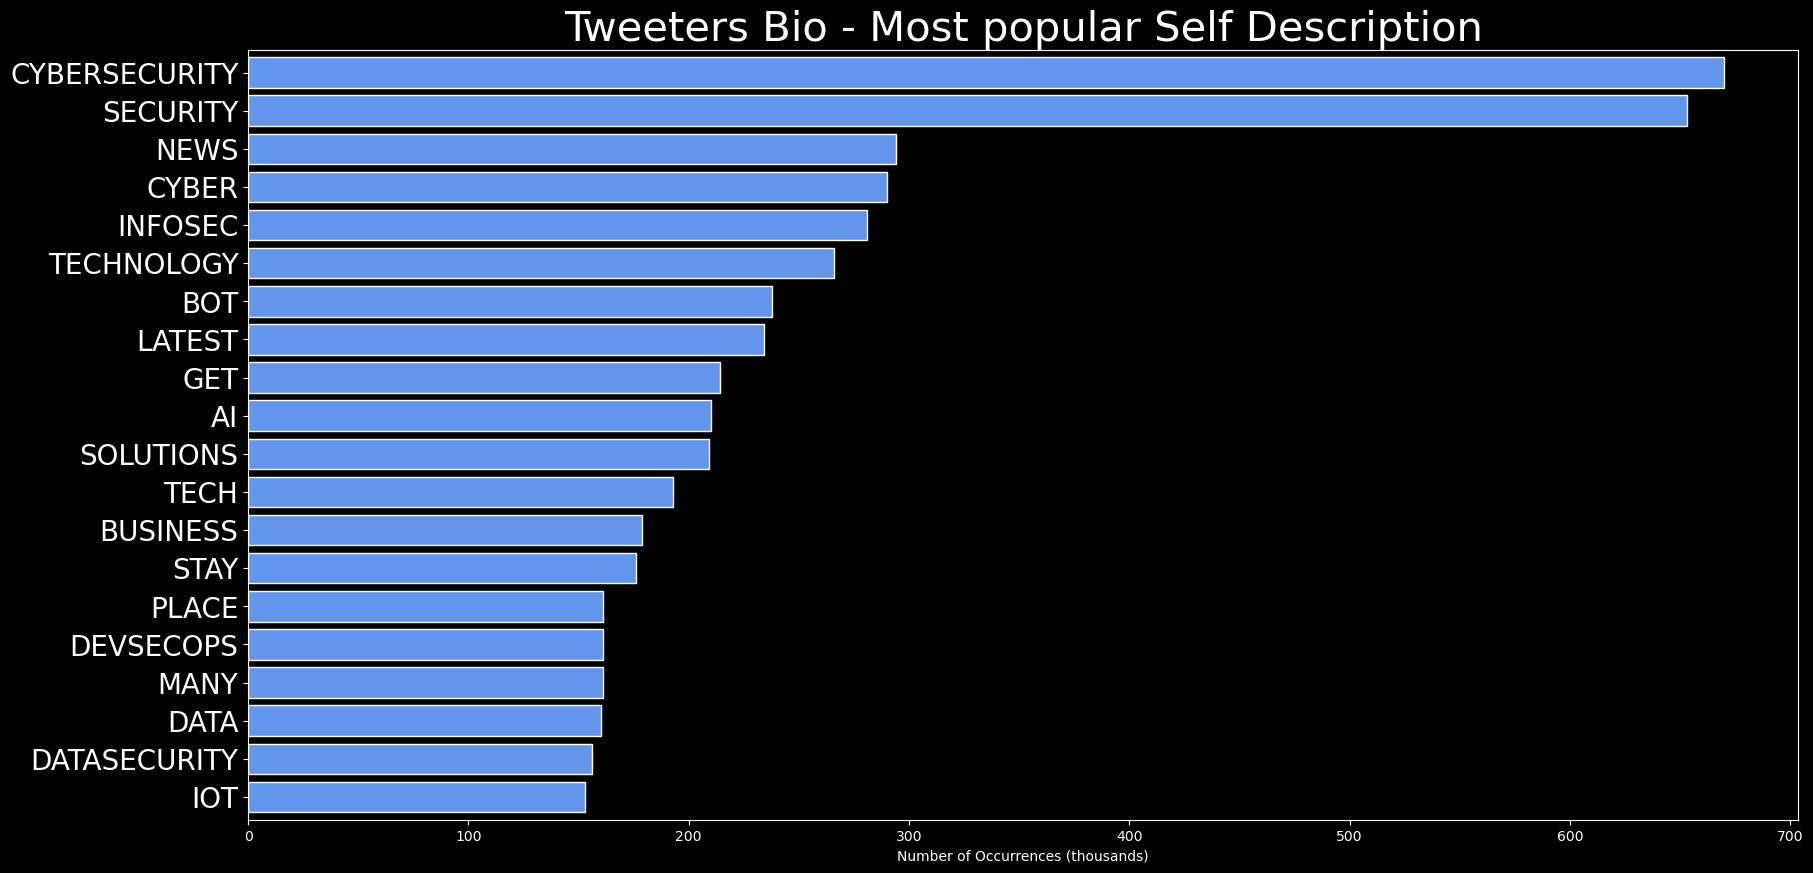 Tweeters Bio - Most popular Self Description
CYBERSECURITY
SECURITY
NEWS
CYBER
INFOSEC
TECHNOLOGY
BOT
LATEST
GET
AI
SOLUTIONS
TECH
BUSINESS
STAY
PLACE
DEVSECOPS
MANY
DATA
DATASECURITY
IOT
0 100 200 300 400 500 600 700
Number of Occurrences (thousands)